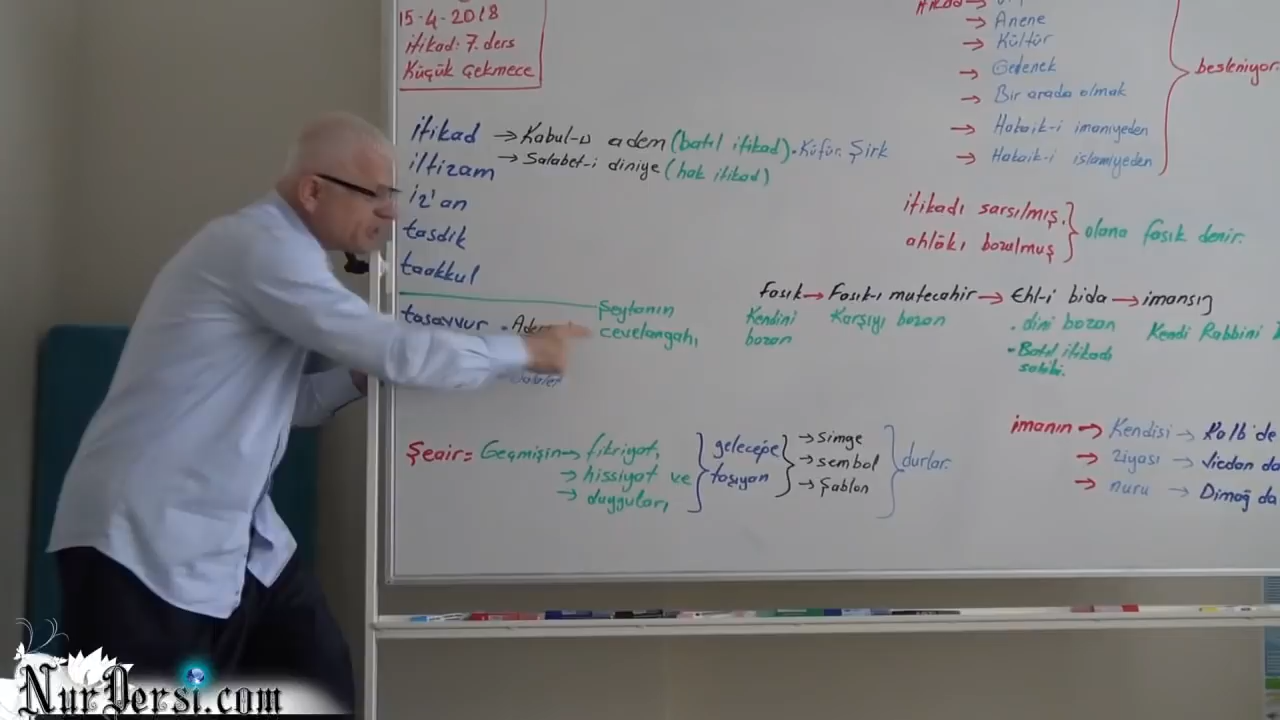 15-4-2018
itikad: 7. ders
Küçük Çekmece
→ Anene
→ Kültür
→ Gelenek
→ Bir arada olmak
→ Hakaik-i imaniyeden
→ Hakaik-i islamiyeden
besleniyor.
itikad → Kabul-u adem (batıl itikad). Küfür. Şirk
iltizam → Salabet-i diniye (hak itikad)
iz'an
tasdik
taakkul
tasavvur
Şeytanın
cevelangahı
itikadı sarsılmış.
ahlâkı bozulmuş
olana fasık denir.
Fasık → Fasık-ı mütecahir → Ehl-i bida → imansız
Kendini bozan
Karşıyı bozan
. dini bozan
- Batıl itikadı sahibi.
Kendi Rabbini
Şeair = Geçmişin → fikriyat,
→ hissiyat ve
→ duyguları
geleceğe
taşıyan
→ Simge
→ sembol
→ Şablon
durlar.
imanın → Kendisi → Kalb'de
→ ziyası → Vicdan da
→ nuru → Dimağ da
NurDersi.com